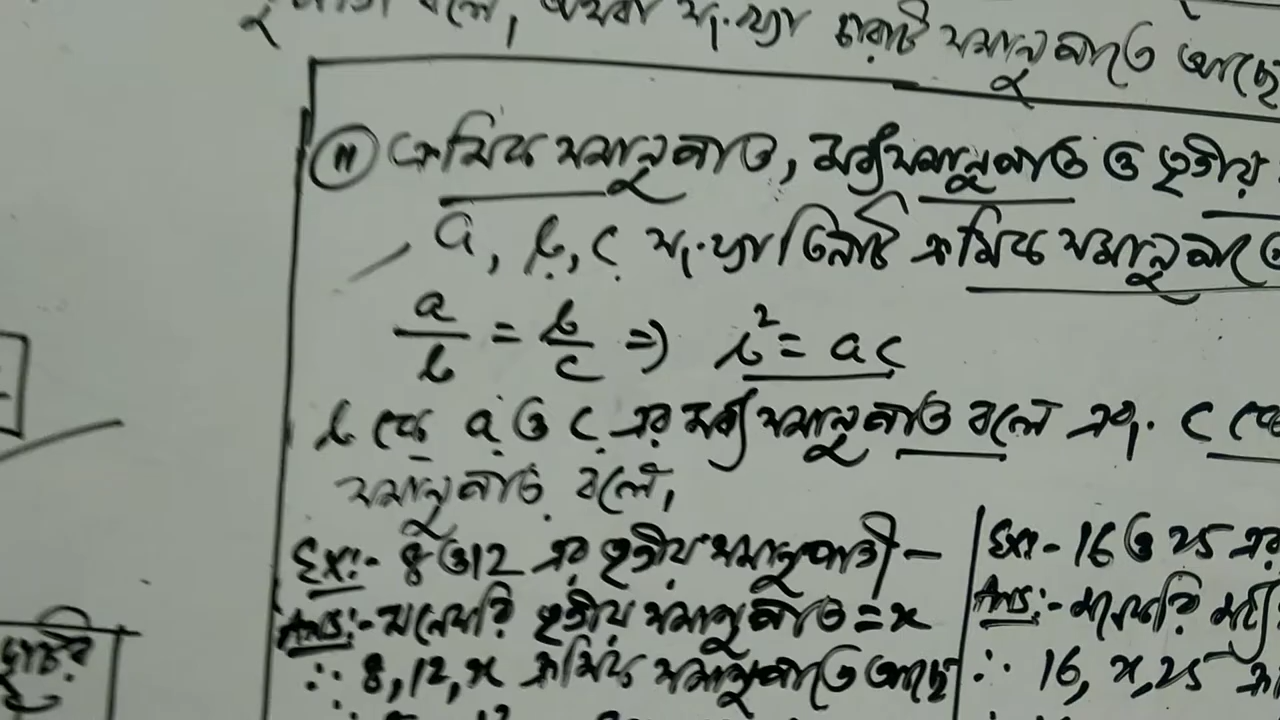 বলে, অথবা সংখ্যা চারটি সমানুপাতে আছে
(11) ক্রমিক সমানুপাত, মধ্যসমানুপাত ও তৃতীয়
a, b, c সংখ্যা তিনটি ক্রমিক সমানুপাতে
a/b = b/c ⇒ b² = ac
b কে a ও c এর মধ্যসমানুপাত বলে এবং c কে
সমানুপাত বলে,
Ex:- 8 ও 12 এর তৃতীয় সমানুপাতী —
Ans:- মনেকরি তৃতীয় সমানুপাত = x
∴ 8, 12, x ক্রমিক সমানুপাতে আছে
Ex:- 16 ও 25 এর
Ans:- মনেকরি মধ্য
∴ 16, x, 25